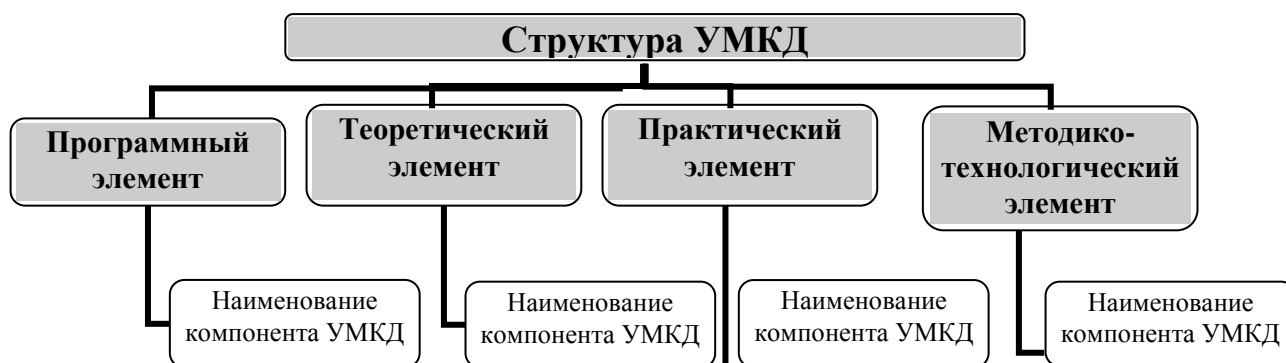 Структура УМКД
Программный
элемент
Теоретический
элемент
Практический
элемент
Методико-
технологический
элемент
Наименование
компонента УМКД
Наименование
компонента УМКД
Наименование
компонента УМКД
Наименование
компонента УМКД